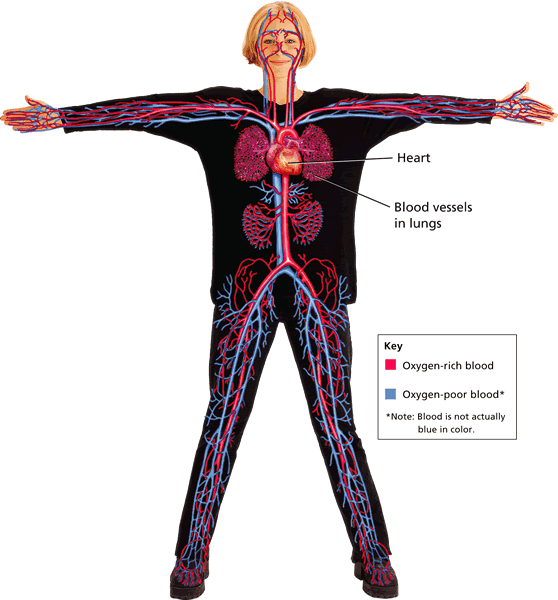 Heart
Blood vessels
in lungs
Key
Oxygen-rich blood
Oxygen-poor blood*
*Note: Blood is not actually
blue in color.